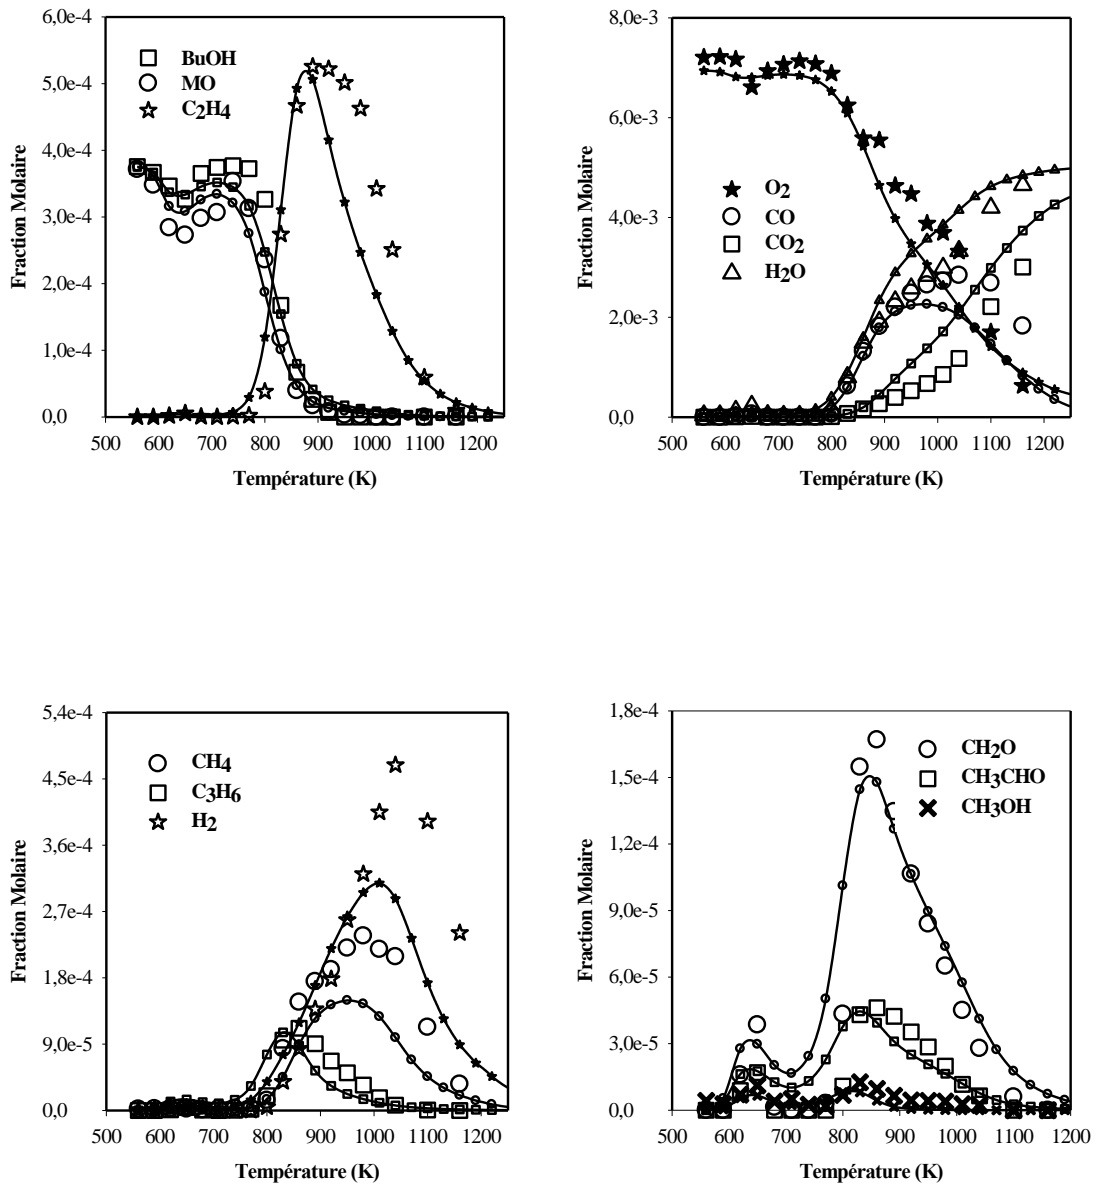 6,0e-4
5,0e-4
4,0e-4
3,0e-4
2,0e-4
1,0e-4
0,0
Fraction Molaire
BuOH
MO
C2H4
500 600 700 800 900 1000 1100 1200
Température (K)
8,0e-3
6,0e-3
4,0e-3
2,0e-3
0,0
Fraction Molaire
O2
CO
CO2
H2O
500 600 700 800 900 1000 1100 1200
Température (K)
5,4e-4
4,5e-4
3,6e-4
2,7e-4
1,8e-4
9,0e-5
0,0
Fraction Molaire
CH4
C3H6
H2
500 600 700 800 900 1000 1100 1200
Température (K)
1,8e-4
1,5e-4
1,2e-4
9,0e-5
6,0e-5
3,0e-5
0,0
Fraction Molaire
CH2O
CH3CHO
CH3OH
500 600 700 800 900 1000 1100 1200
Température (K)